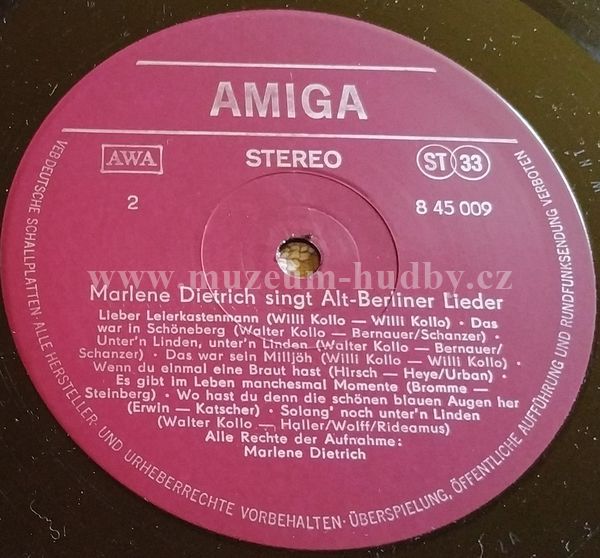 AMIGA
AWA
STEREO
ST 33
2
8 45 009
www.muzeum-hudby.cz
Marlene Dietrich singt Alt-Berliner Lieder
Lieber Leierkastenmann (Willi Kollo — Willi Kollo) · Das
war in Schöneberg (Walter Kollo — Bernauer/Schanzer) ·
Unter'n Linden, unter'n Linden (Walter Kollo — Bernauer/
Schanzer) · Das war sein Milljöh (Willi Kollo — Willi Kollo) ·
Wenn du einmal eine Braut hast (Hirsch — Heye/Urban) ·
Es gibt im Leben manchesmal Momente (Bromme —
Steinberg) · Wo hast du denn die schönen blauen Augen her
(Erwin — Katscher) · Solang' noch unter'n Linden
(Walter Kollo — Haller/Wolff/Rideamus)
Alle Rechte der Aufnahme:
Marlene Dietrich
VEB DEUTSCHE SCHALLPLATTEN · ALLE HERSTELLER- UND URHEBERRECHTE VORBEHALTEN · ÜBERSPIELUNG, ÖFFENTLICHE AUFFÜHRUNG UND RUNDFUNKSENDUNG VERBOTEN